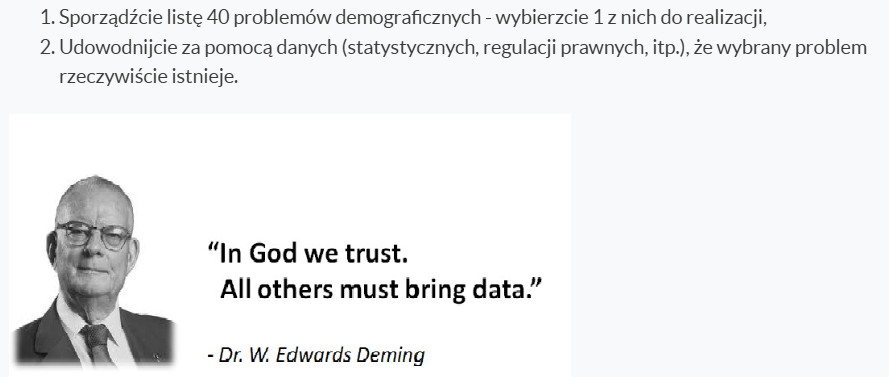 1. Sporządźcie listę 40 problemów demograficznych - wybierzcie 1 z nich do realizacji,
2. Udowodnijcie za pomocą danych (statystycznych, regulacji prawnych, itp.), że wybrany problem
rzeczywiście istnieje.
“In God we trust.
All others must bring data.”
- Dr. W. Edwards Deming